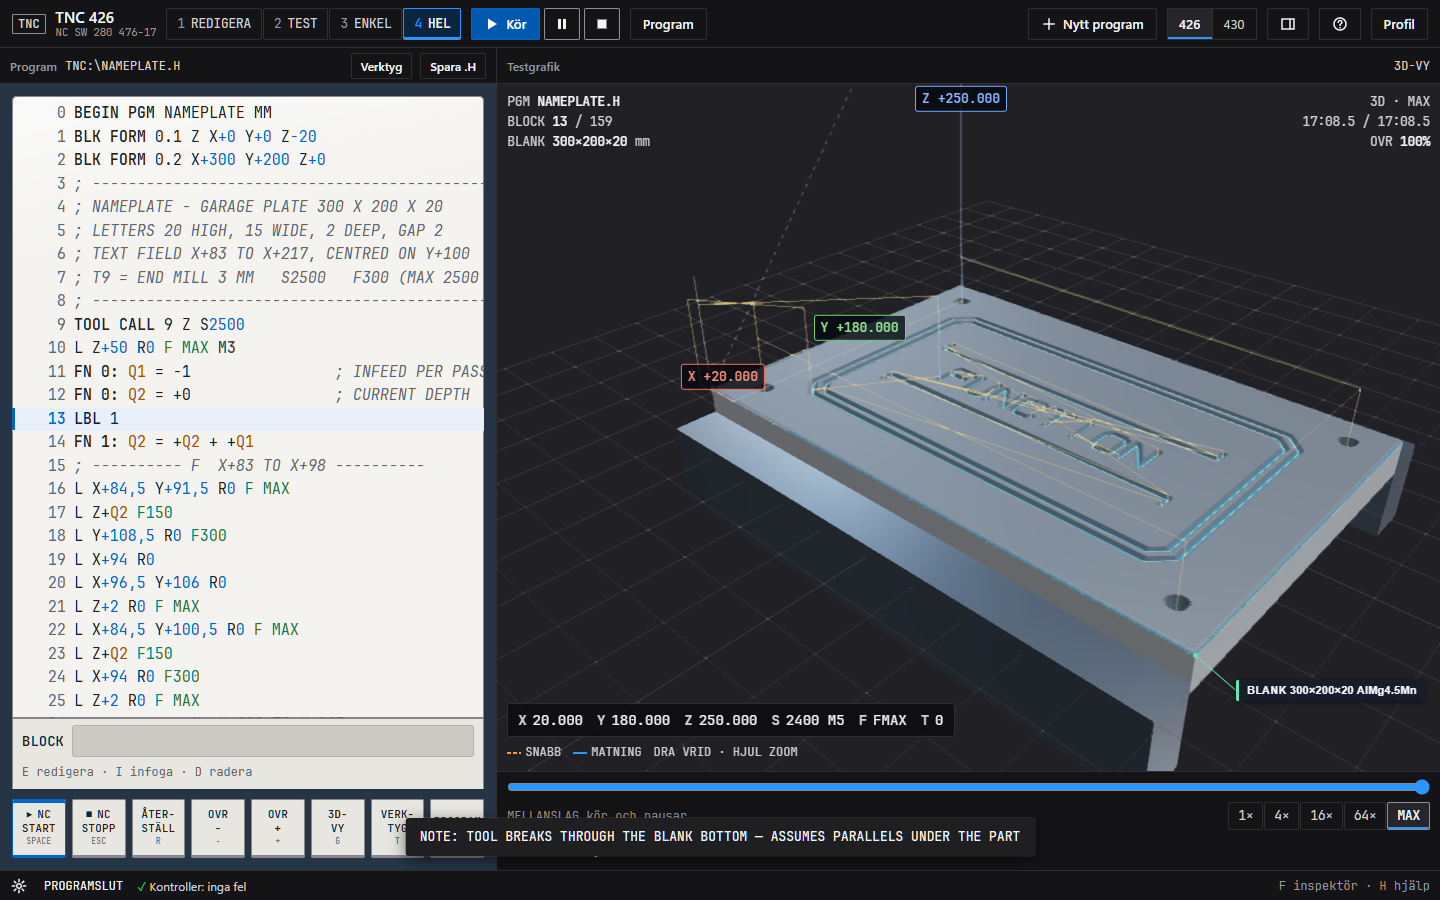 TNC TNC 426 NC SW 280 476-17 1 REDIGERA 2 TEST 3 ENKEL 4 HEL Kör Program Nytt program 426 430 Profil
Program TNC:\NAMEPLATE.H Verktyg Spara .H
Testgrafik 3D-VY
0 BEGIN PGM NAMEPLATE MM
1 BLK FORM 0.1 Z X+0 Y+0 Z-20
2 BLK FORM 0.2 X+300 Y+200 Z+0
3 ; --------------------------------------------
4 ; NAMEPLATE - GARAGE PLATE 300 X 200 X 20
5 ; LETTERS 20 HIGH, 15 WIDE, 2 DEEP, GAP 2
6 ; TEXT FIELD X+83 TO X+217, CENTRED ON Y+100
7 ; T9 = END MILL 3 MM   S2500   F300 (MAX 2500
8 ; --------------------------------------------
9 TOOL CALL 9 Z S2500
10 L Z+50 R0 F MAX M3
11 FN 0: Q1 = -1 ; INFEED PER PASS
12 FN 0: Q2 = +0 ; CURRENT DEPTH
13 LBL 1
14 FN 1: Q2 = +Q2 + +Q1
15 ; ---------- F  X+83 TO X+98 ----------
16 L X+84,5 Y+91,5 R0 F MAX
17 L Z+Q2 F150
18 L Y+108,5 R0 F300
19 L X+94 R0
20 L X+96,5 Y+106 R0
21 L Z+2 R0 F MAX
22 L X+84,5 Y+100,5 R0 F MAX
23 L Z+Q2 F150
24 L X+94 R0 F300
25 L Z+2 R0 F MAX
BLOCK
E redigera · I infoga · D radera
▶ NC START SPACE
■ NC STOPP ESC
ÅTER-STÄLL R
OVR - -
OVR + +
3D-VY G
VERK-TYG T
PGM NAMEPLATE.H
BLOCK 13 / 159
BLANK 300×200×20 mm
3D · MAX
17:08.5 / 17:08.5
OVR 100%
Z +250.000
Y +180.000
X +20.000
FUNCTION
BLANK 300×200×20 AlMg4.5Mn
X 20.000 Y 180.000 Z 250.000 S 2400 M5 F FMAX T 0
SNABB MATNING DRA VRID · HJUL ZOOM
MELLANSLAG kör och pausar
1× 4× 16× 64× MAX
NOTE: TOOL BREAKS THROUGH THE BLANK BOTTOM — ASSUMES PARALLELS UNDER THE PART
PROGRAMSLUT ✓ Kontroller: inga fel
F inspektör · H hjälp